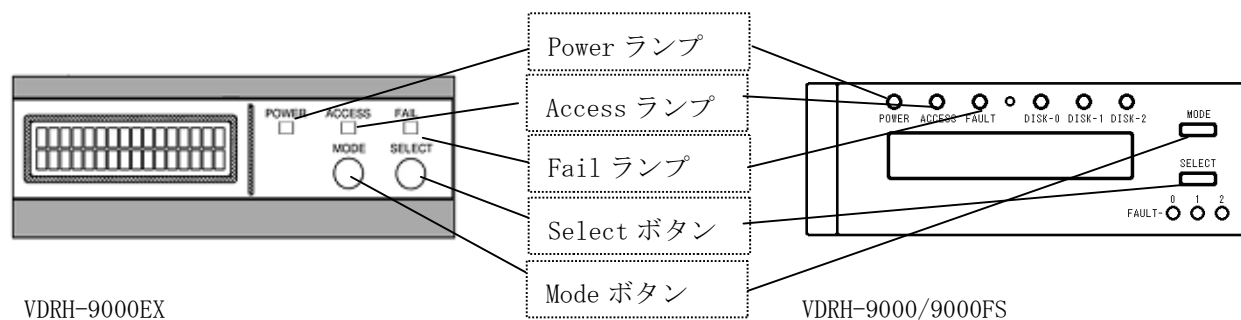 Power ランプ
Access ランプ
Fail ランプ
Select ボタン
Mode ボタン
POWER ACCESS FAIL
MODE SELECT
VDRH-9000EX
POWER ACCESS FAULT DISK-0 DISK-1 DISK-2
MODE
SELECT
0 1 2
FAULT-
VDRH-9000/9000FS